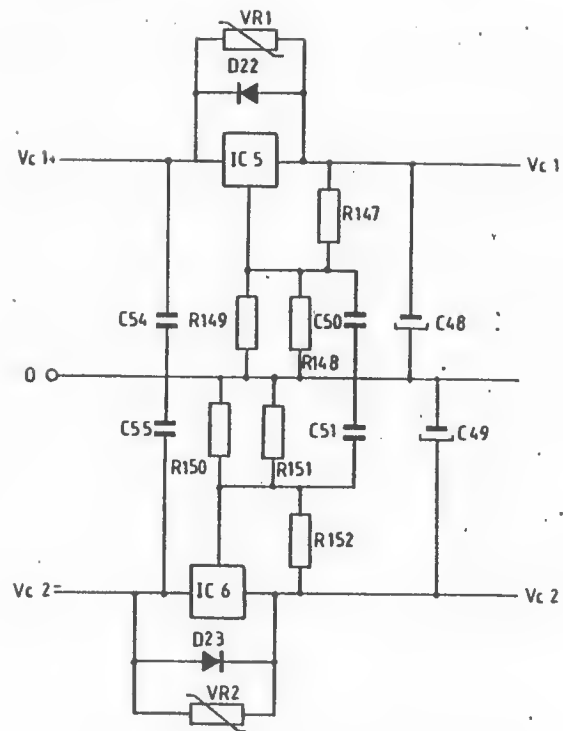 VR1
D22
Vc 1+
IC 5
Vc 1
R147
C54
R149
C50
C48
R148
0
C55
C51
C49
R150
R151
R152
Vc 2=
IC 6
Vc 2
D23
VR2